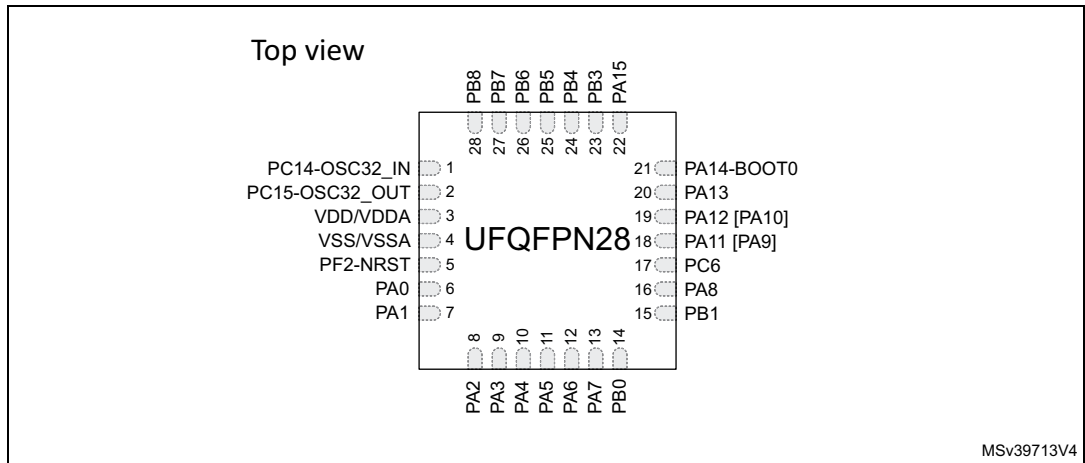 Top view
PB8
PB7
PB6
PB5
PB4
PB3
PA15
28
27
26
25
24
23
22
PC14-OSC32_IN 1
PC15-OSC32_OUT 2
VDD/VDDA 3
VSS/VSSA 4
PF2-NRST 5
PA0 6
PA1 7
UFQFPN28
21 PA14-BOOT0
20 PA13
19 PA12 [PA10]
18 PA11 [PA9]
17 PC6
16 PA8
15 PB1
8
9
10
11
12
13
14
PA2
PA3
PA4
PA5
PA6
PA7
PB0
MSv39713V4